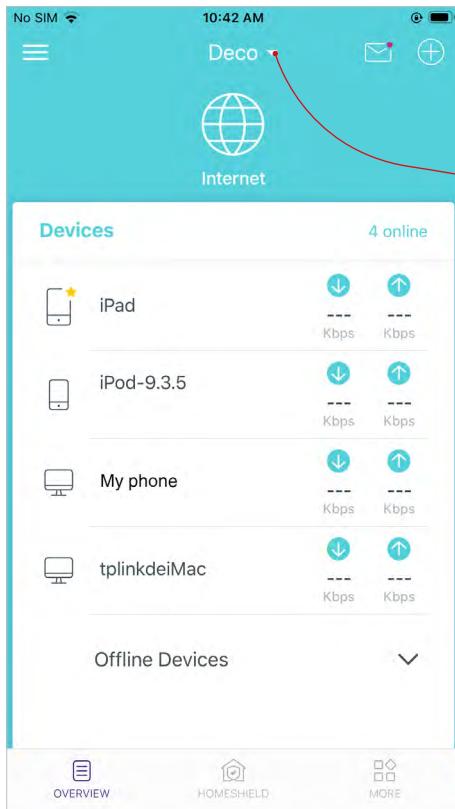 No SIM 10:42 AM
Deco
Internet
Devices 4 online
iPad
--- ---
Kbps Kbps
iPod-9.3.5
--- ---
Kbps Kbps
My phone
--- ---
Kbps Kbps
tplinkdeiMac
--- ---
Kbps Kbps
Offline Devices
OVERVIEW HOMESHIELD MORE